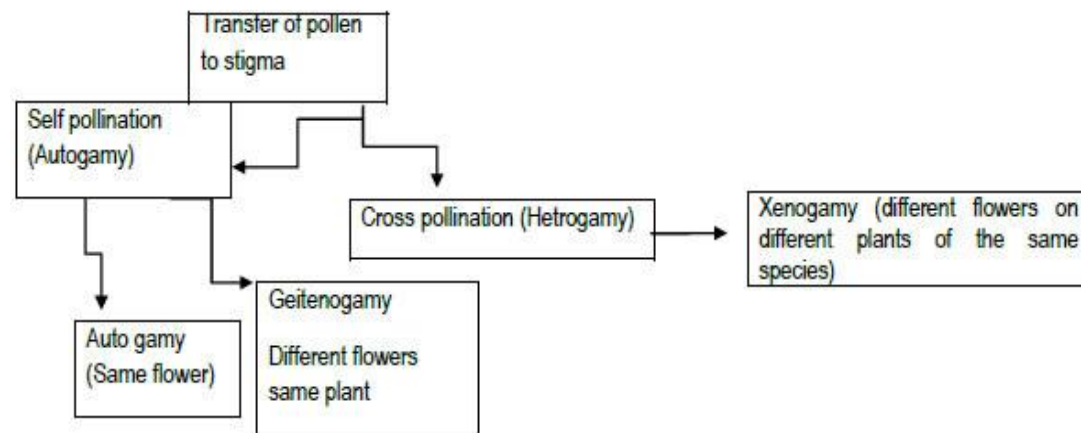 Transfer of pollen
to stigma
Self pollination
(Autogamy)
Cross pollination (Hetrogamy)
Xenogamy (different flowers on
different plants of the same
species)
Geitenogamy
Different flowers
same plant
Auto gamy
(Same flower)